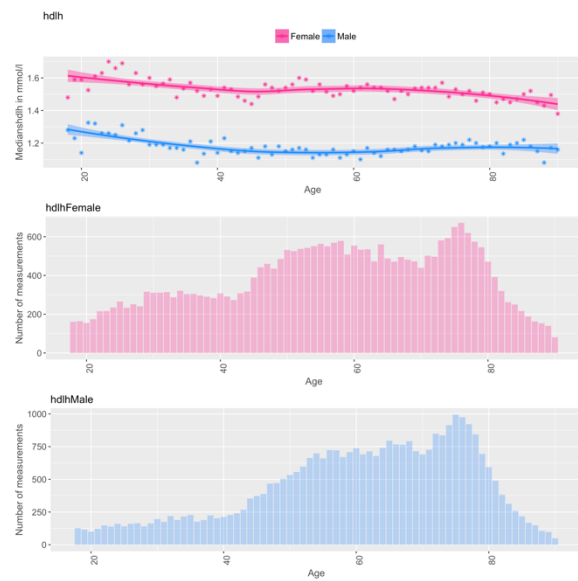 hdlh
Female Male
Medianshdlh in mmol/l
1.6
1.4
1.2
20 40 60 80
Age
hdlhFemale
Number of measurements
600
400
200
0
20 40 60 80
Age
hdlhMale
Number of measurements
1000
750
500
250
0
20 40 60 80
Age